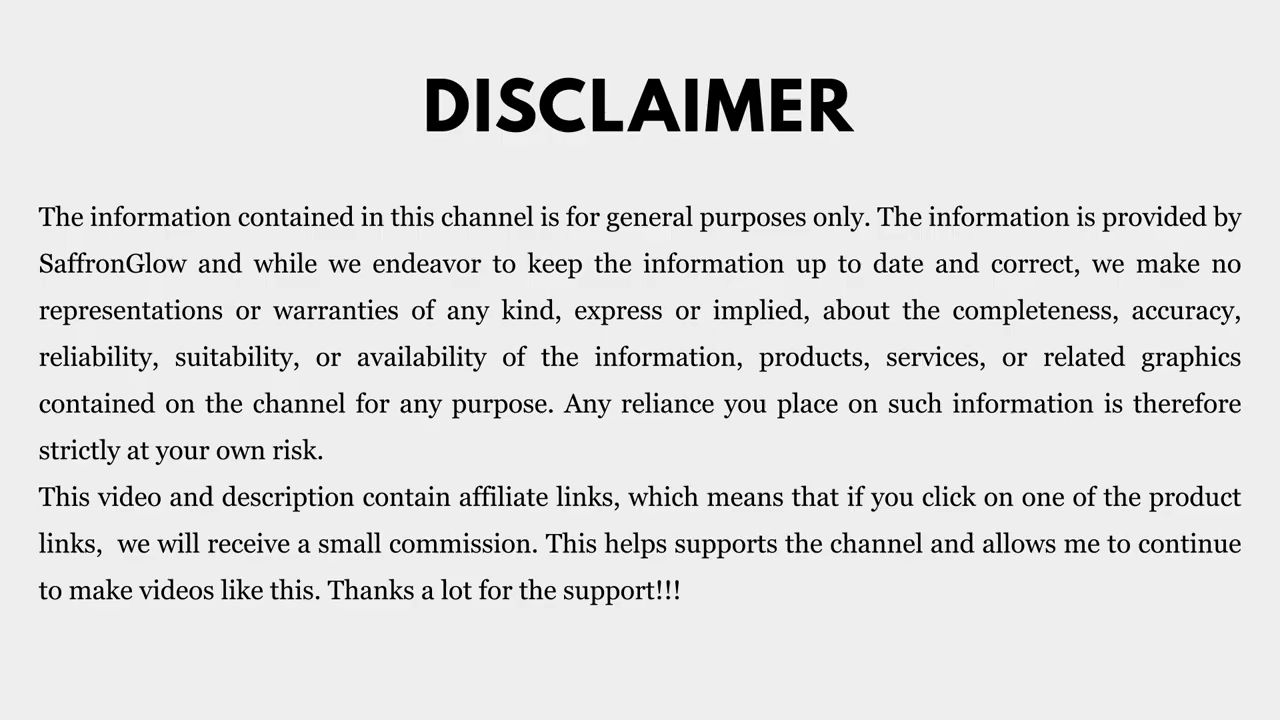 DISCLAIMER
The information contained in this channel is for general purposes only. The information is provided by
SaffronGlow and while we endeavor to keep the information up to date and correct, we make no
representations or warranties of any kind, express or implied, about the completeness, accuracy,
reliability, suitability, or availability of the information, products, services, or related graphics
contained on the channel for any purpose. Any reliance you place on such information is therefore
strictly at your own risk.
This video and description contain affiliate links, which means that if you click on one of the product
links,  we will receive a small commission. This helps supports the channel and allows me to continue
to make videos like this. Thanks a lot for the support!!!